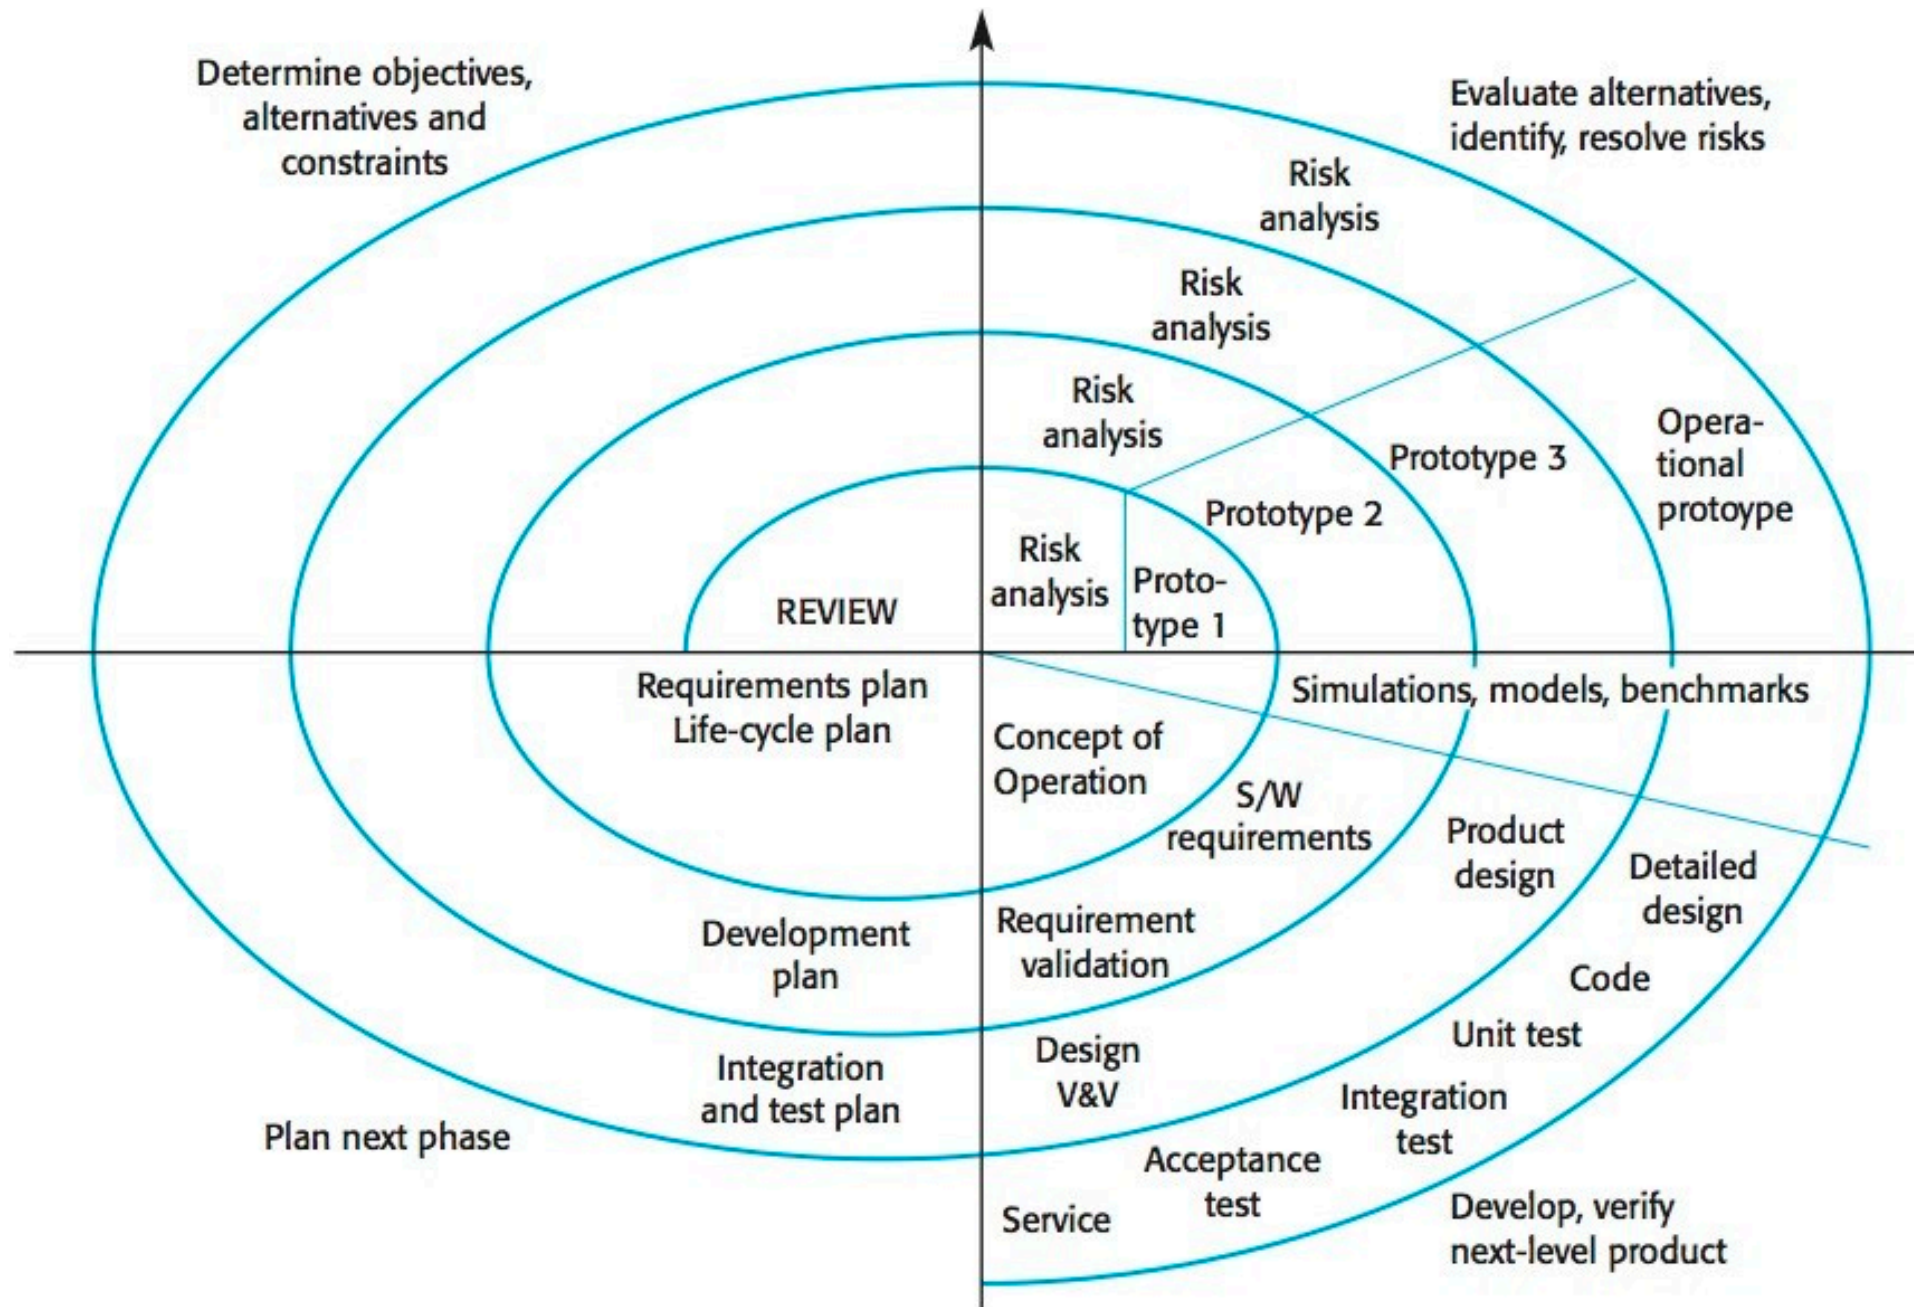 Determine objectives,
alternatives and
constraints
Evaluate alternatives,
identify, resolve risks
Risk
analysis
Risk
analysis
Risk
analysis
Risk
analysis
Proto-
type 1
Prototype 2
Prototype 3
Opera-
tional
protoype
REVIEW
Requirements plan
Life-cycle plan
Simulations, models, benchmarks
Concept of
Operation
S/W
requirements
Product
design
Detailed
design
Development
plan
Requirement
validation
Code
Unit test
Integration
and test plan
Design
V&V
Integration
test
Plan next phase
Acceptance
test
Service
Develop, verify
next-level product